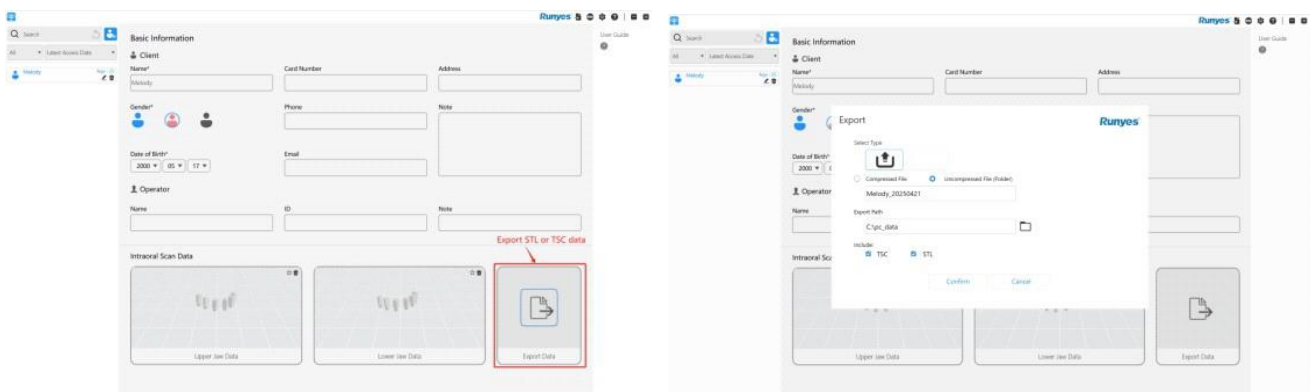 Runyes
Search
All
Latest Access Date
Melody
Basic Information
Client
Name*
Card Number
Address
Melody
Gender*
Phone
Note
Date of Birth*
Email
2000 05 17
Operator
Name
ID
Note
Export STL or TSC data
Intraoral Scan Data
Upper Jaw Data
Lower Jaw Data
Export Data
User Guide
Runyes
Search
All
Latest Access Date
Melody
Basic Information
Client
Name*
Card Number
Address
Melody
Gender*
Date of Birth*
2000
Operator
Name
Intraoral Sca
Export
Runyes
Select Type
Compressed File
Uncompressed File (Folder)
Melody_20250421
Export Path
C:\pc_data
Include:
TSC
STL
Confirm
Cancel
Upper Jaw Data
Lower Jaw Data
Export Data
User Guide